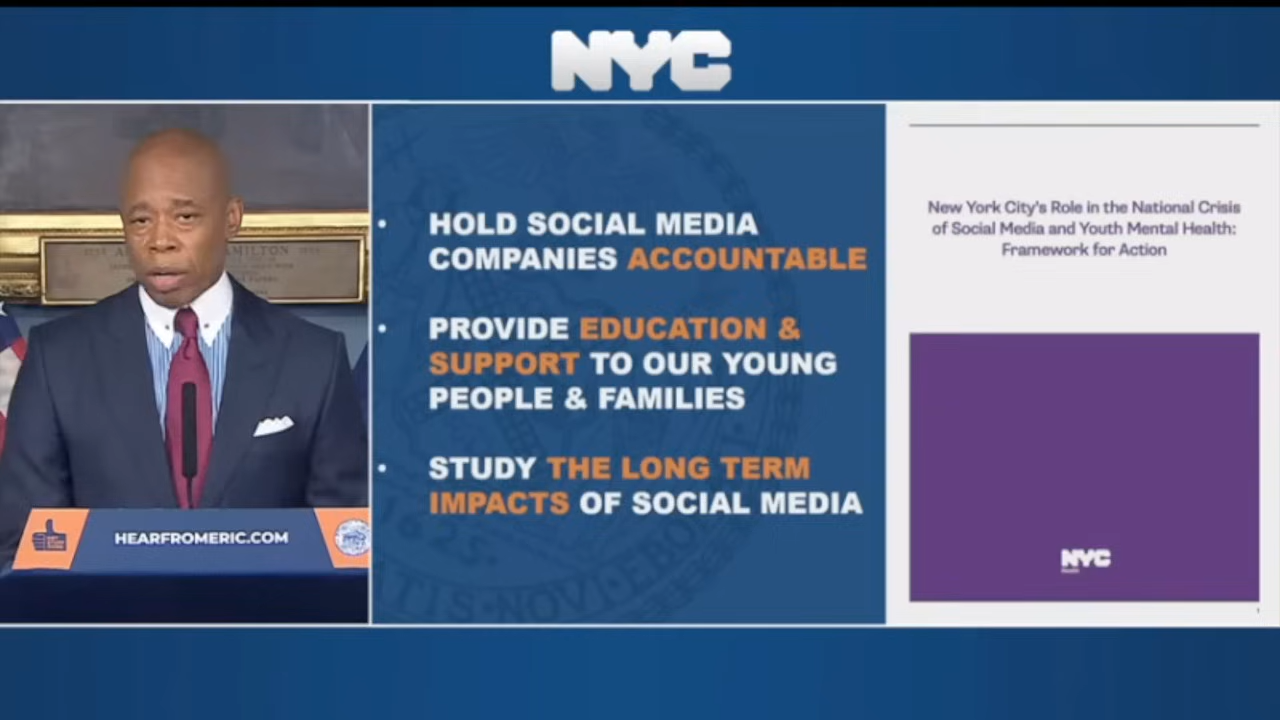 NYC
HAMILTON
HEARFROMERIC.COM
• HOLD SOCIAL MEDIA
COMPANIES ACCOUNTABLE
• PROVIDE EDUCATION &
SUPPORT TO OUR YOUNG
PEOPLE & FAMILIES
• STUDY THE LONG TERM
IMPACTS OF SOCIAL MEDIA
1625
New York City's Role in the National Crisis
of Social Media and Youth Mental Health:
Framework for Action
NYC